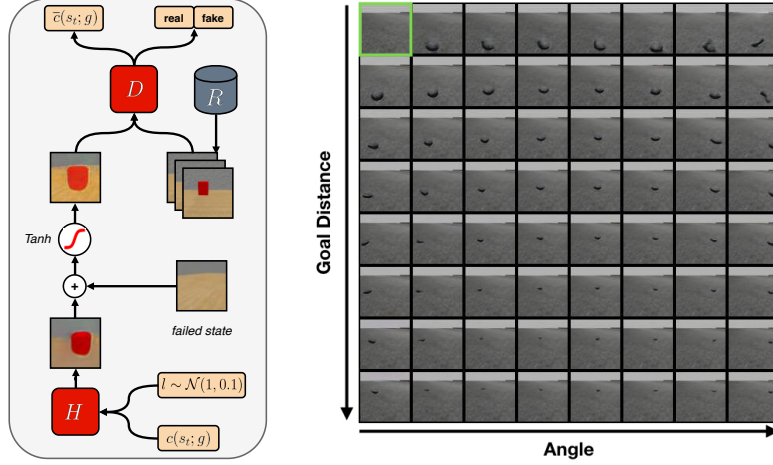 c̄(s_t; g)
real fake
D
R
Tanh
+
failed state
H
l ∼ N(1, 0.1)
c(s_t; g)
Goal Distance
Angle